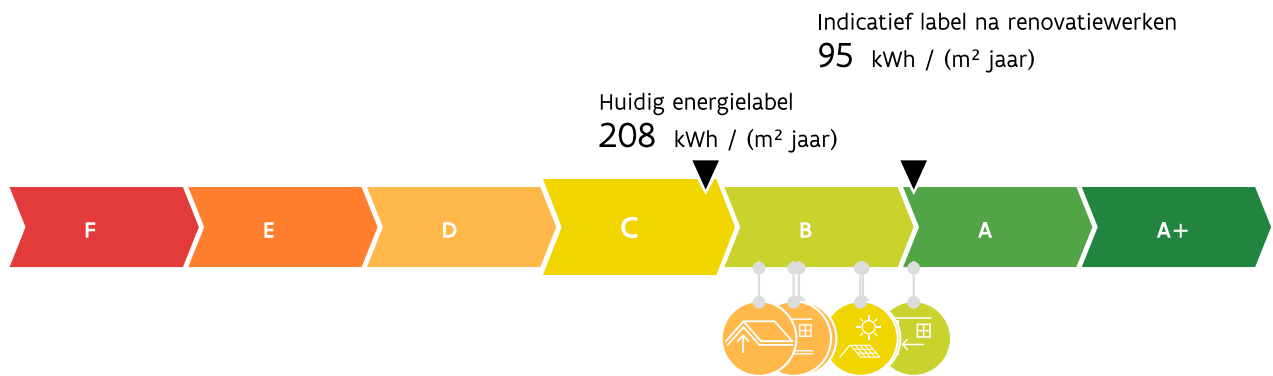 Indicatief label na renovatiewerken
95 kWh / (m² jaar)
Huidig energielabel
208 kWh / (m² jaar)
F E D C B A A+